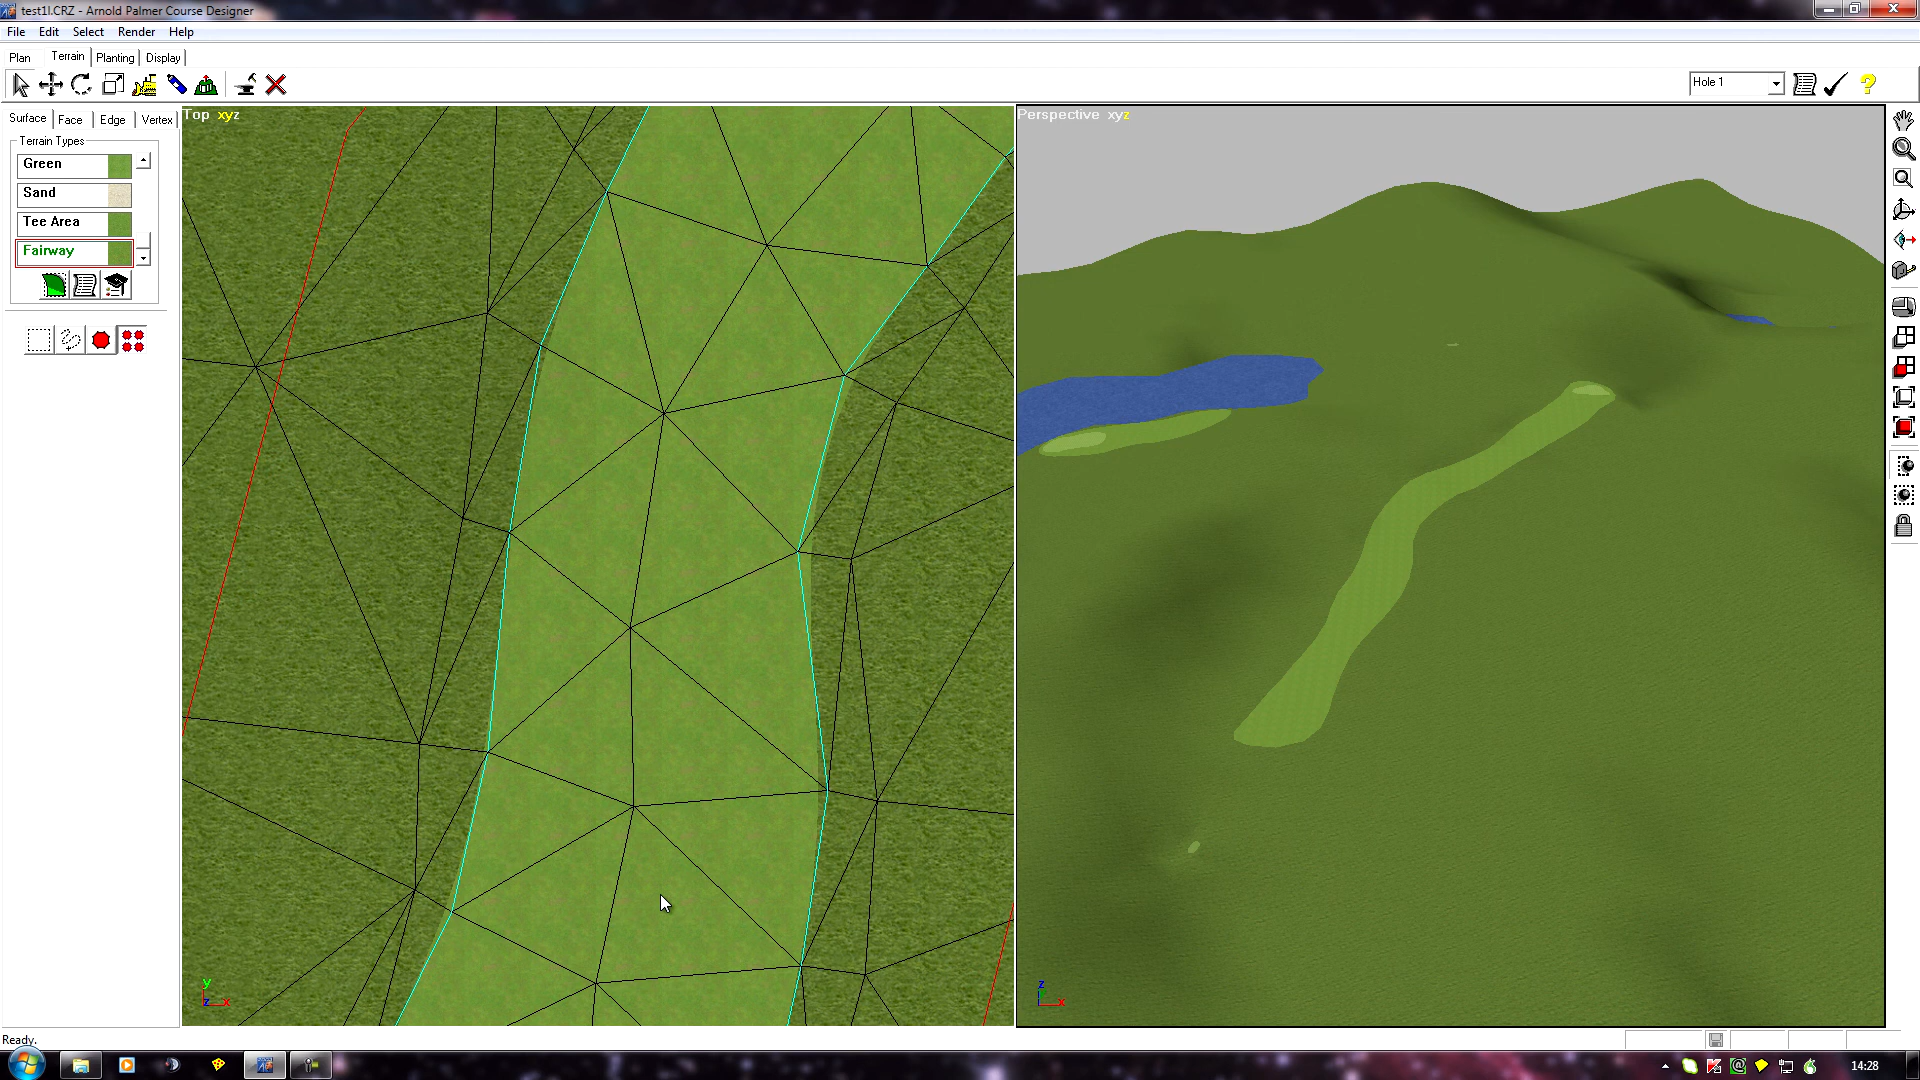 test1l.CRZ - Arnold Palmer Course Designer
File Edit Select Render Help
Plan Terrain Planting Display
Hole 1
Surface Face Edge Vertex
Top xyz
Perspective xyz
Terrain Types
Green
Sand
Tee Area
Fairway
y
z x
z
x
Ready.
14:28